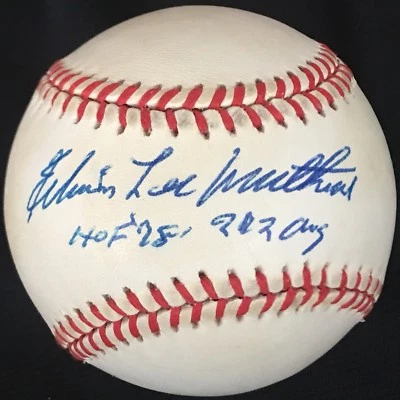 Edwin Lee Mathews
HOF '78, avg